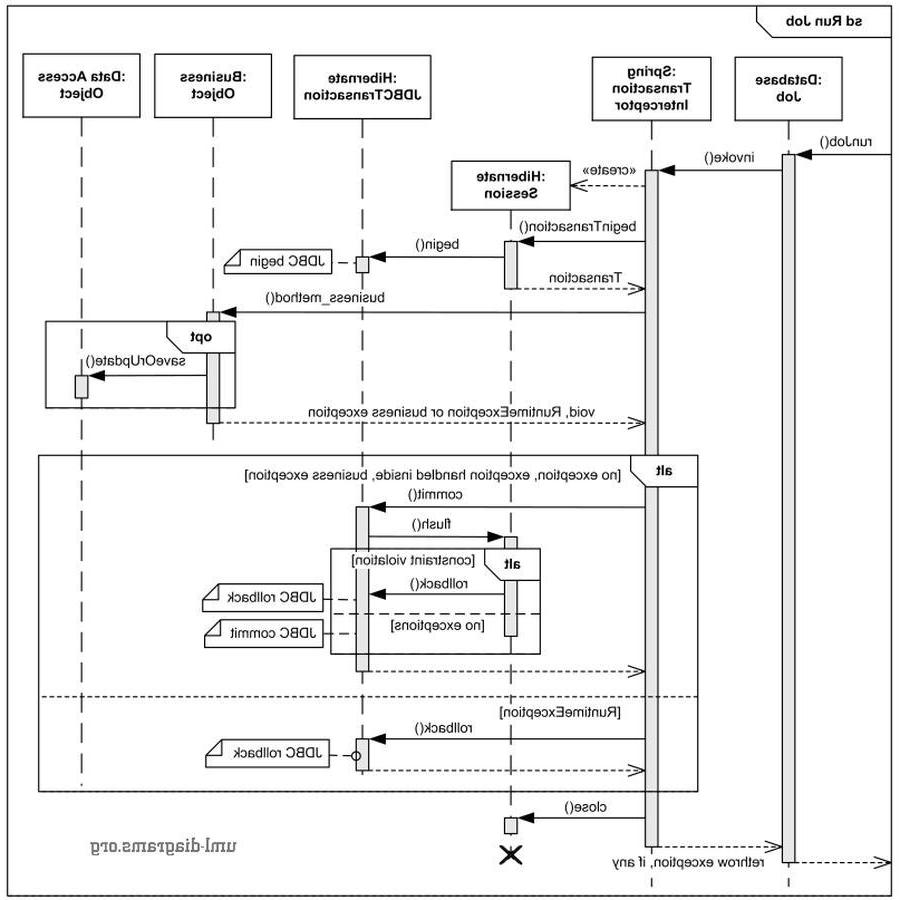 sd Run Job
:Database
Job
:Spring
Transaction
Interceptor
:Hibernate
JDBCTransaction
:Business
Object
:Data Access
Object
runJob()
invoke()
«create»
:Hibernate
Session
beginTransaction()
begin()
JDBC begin
Transaction
business_method()
opt
saveOrUpdate()
void, RuntimeException or business exception
alt
[no exception, exception handled inside, business exception]
commit()
flush()
alt
[constraint violation]
rollback()
JDBC rollback
[no exceptions]
JDBC commit
[RuntimeException]
rollback()
JDBC rollback
close()
uml-diagrams.org
rethrow exception, if any